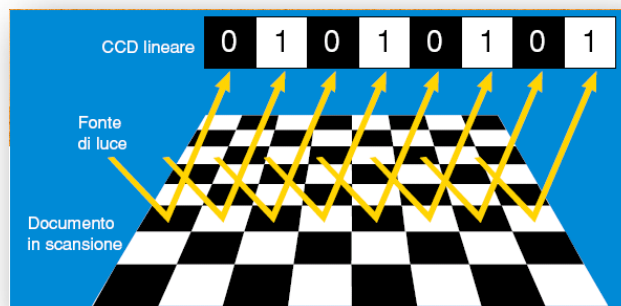 CCD lineare 0 1 0 1 0 1 0 1
Fonte
di luce
Documento
in scansione